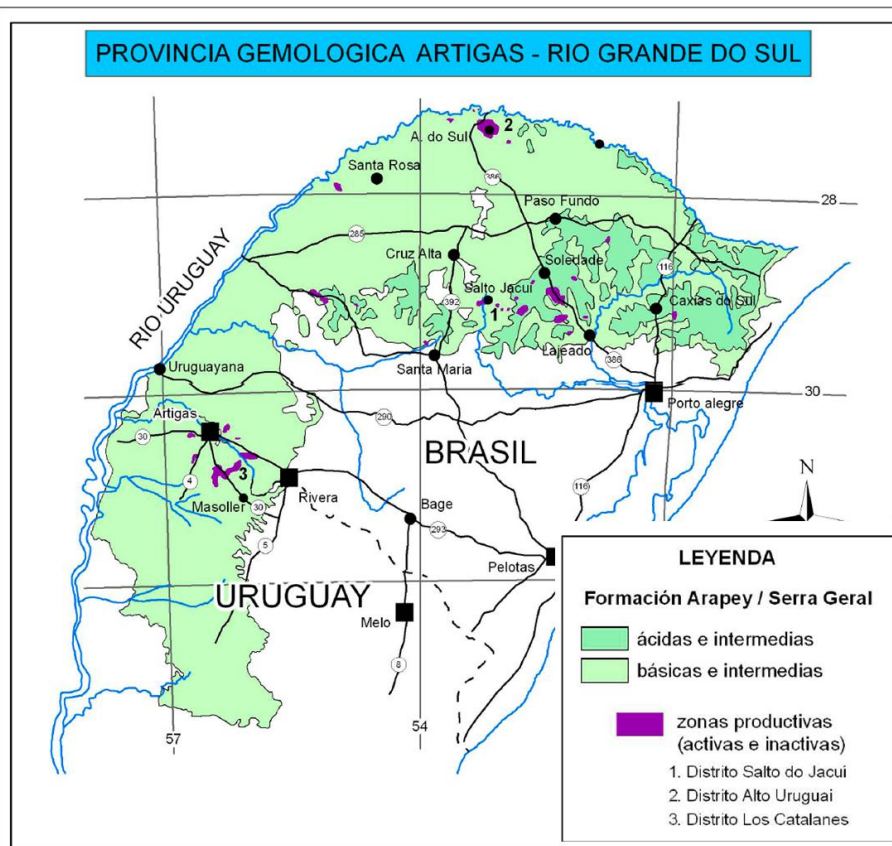 PROVINCIA GEMOLOGICA ARTIGAS - RIO GRANDE DO SUL
2
A. do Sul
Santa Rosa
386
28
Paso Fundo
RIO URUGUAY
285
Cruz Alta
Soledade
116
Salto Jacuí
392
1
Caxias do Sul
Lajeado
386
Santa Maria
Uruguayana
30
Porto alegre
Artigas
290
30
BRASIL
3
4
Rivera
N
Masoller
30
Bage
116
293
5
Pelotas
URUGUAY
Melo
8
57
54
LEYENDA
Formación Arapey / Serra Geral
ácidas e intermedias
básicas e intermedias
zonas productivas
(activas e inactivas)
1. Distrito Salto do Jacui
2. Distrito Alto Uruguai
3. Distrito Los Catalanes